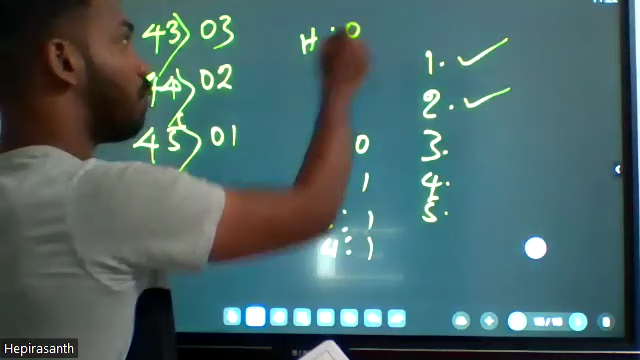 43 > 03
44 > 02
45 > 01
H : 0
0
1
: 1
4 : 1
1. ✓
2. ✓
3.
4.
5.
Hepirasanth